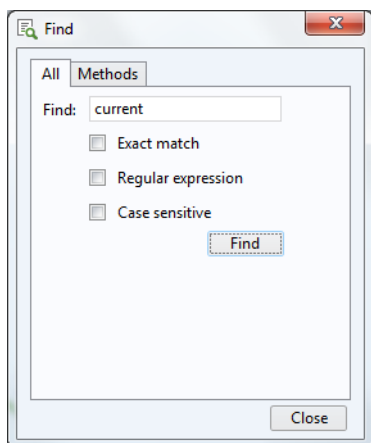 Find
X
All Methods
Find: current
Exact match
Regular expression
Case sensitive
Find
Close